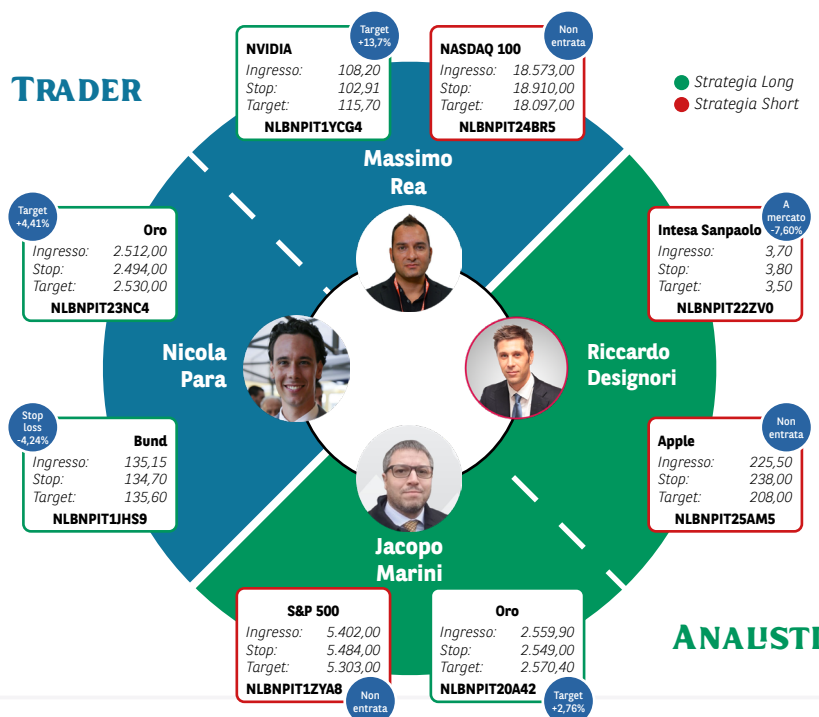 TRADER
Target
+13,7%
NVIDIA
Ingresso: 108,20
Stop: 102,91
Target: 115,70
NLBNPIT1YCG4
Non
entrata
NASDAQ 100
Ingresso: 18.573,00
Stop: 18.910,00
Target: 18.097,00
NLBNPIT24BR5
Strategia Long
Strategia Short
Massimo
Rea
Target
+4,41%
Oro
Ingresso: 2.512,00
Stop: 2.494,00
Target: 2.530,00
NLBNPIT23NC4
A
mercato
-7,60%
Intesa Sanpaolo
Ingresso: 3,70
Stop: 3,80
Target: 3,50
NLBNPIT22ZV0
Nicola
Para
Riccardo
Designori
Stop
loss
-4,24%
Bund
Ingresso: 135,15
Stop: 134,70
Target: 135,60
NLBNPIT1JHS9
Non
entrata
Apple
Ingresso: 225,50
Stop: 238,00
Target: 208,00
NLBNPIT25AM5
Jacopo
Marini
S&P 500
Ingresso: 5.402,00
Stop: 5.484,00
Target: 5.303,00
NLBNPIT1ZYA8
Non
entrata
Oro
Ingresso: 2.559,90
Stop: 2.549,00
Target: 2.570,40
NLBNPIT20A42
Target
+2,76%
ANALISTI